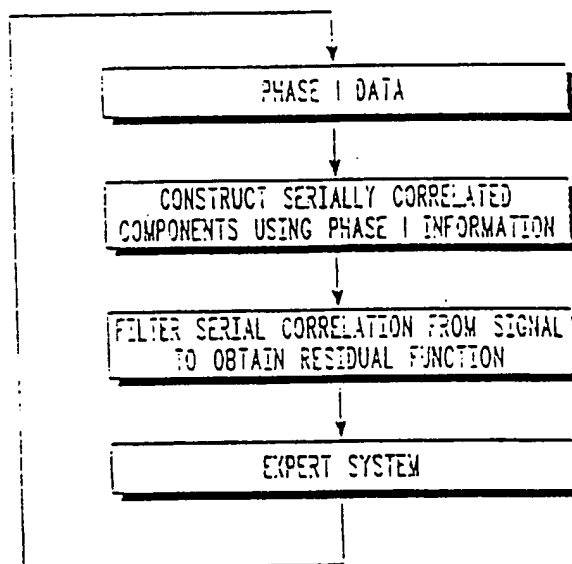 PHASE I DATA
CONSTRUCT SERIALLY CORRELATED
COMPONENTS USING PHASE I INFORMATION
FILTER SERIAL CORRELATION FROM SIGNAL
TO OBTAIN RESIDUAL FUNCTION
EXPERT SYSTEM